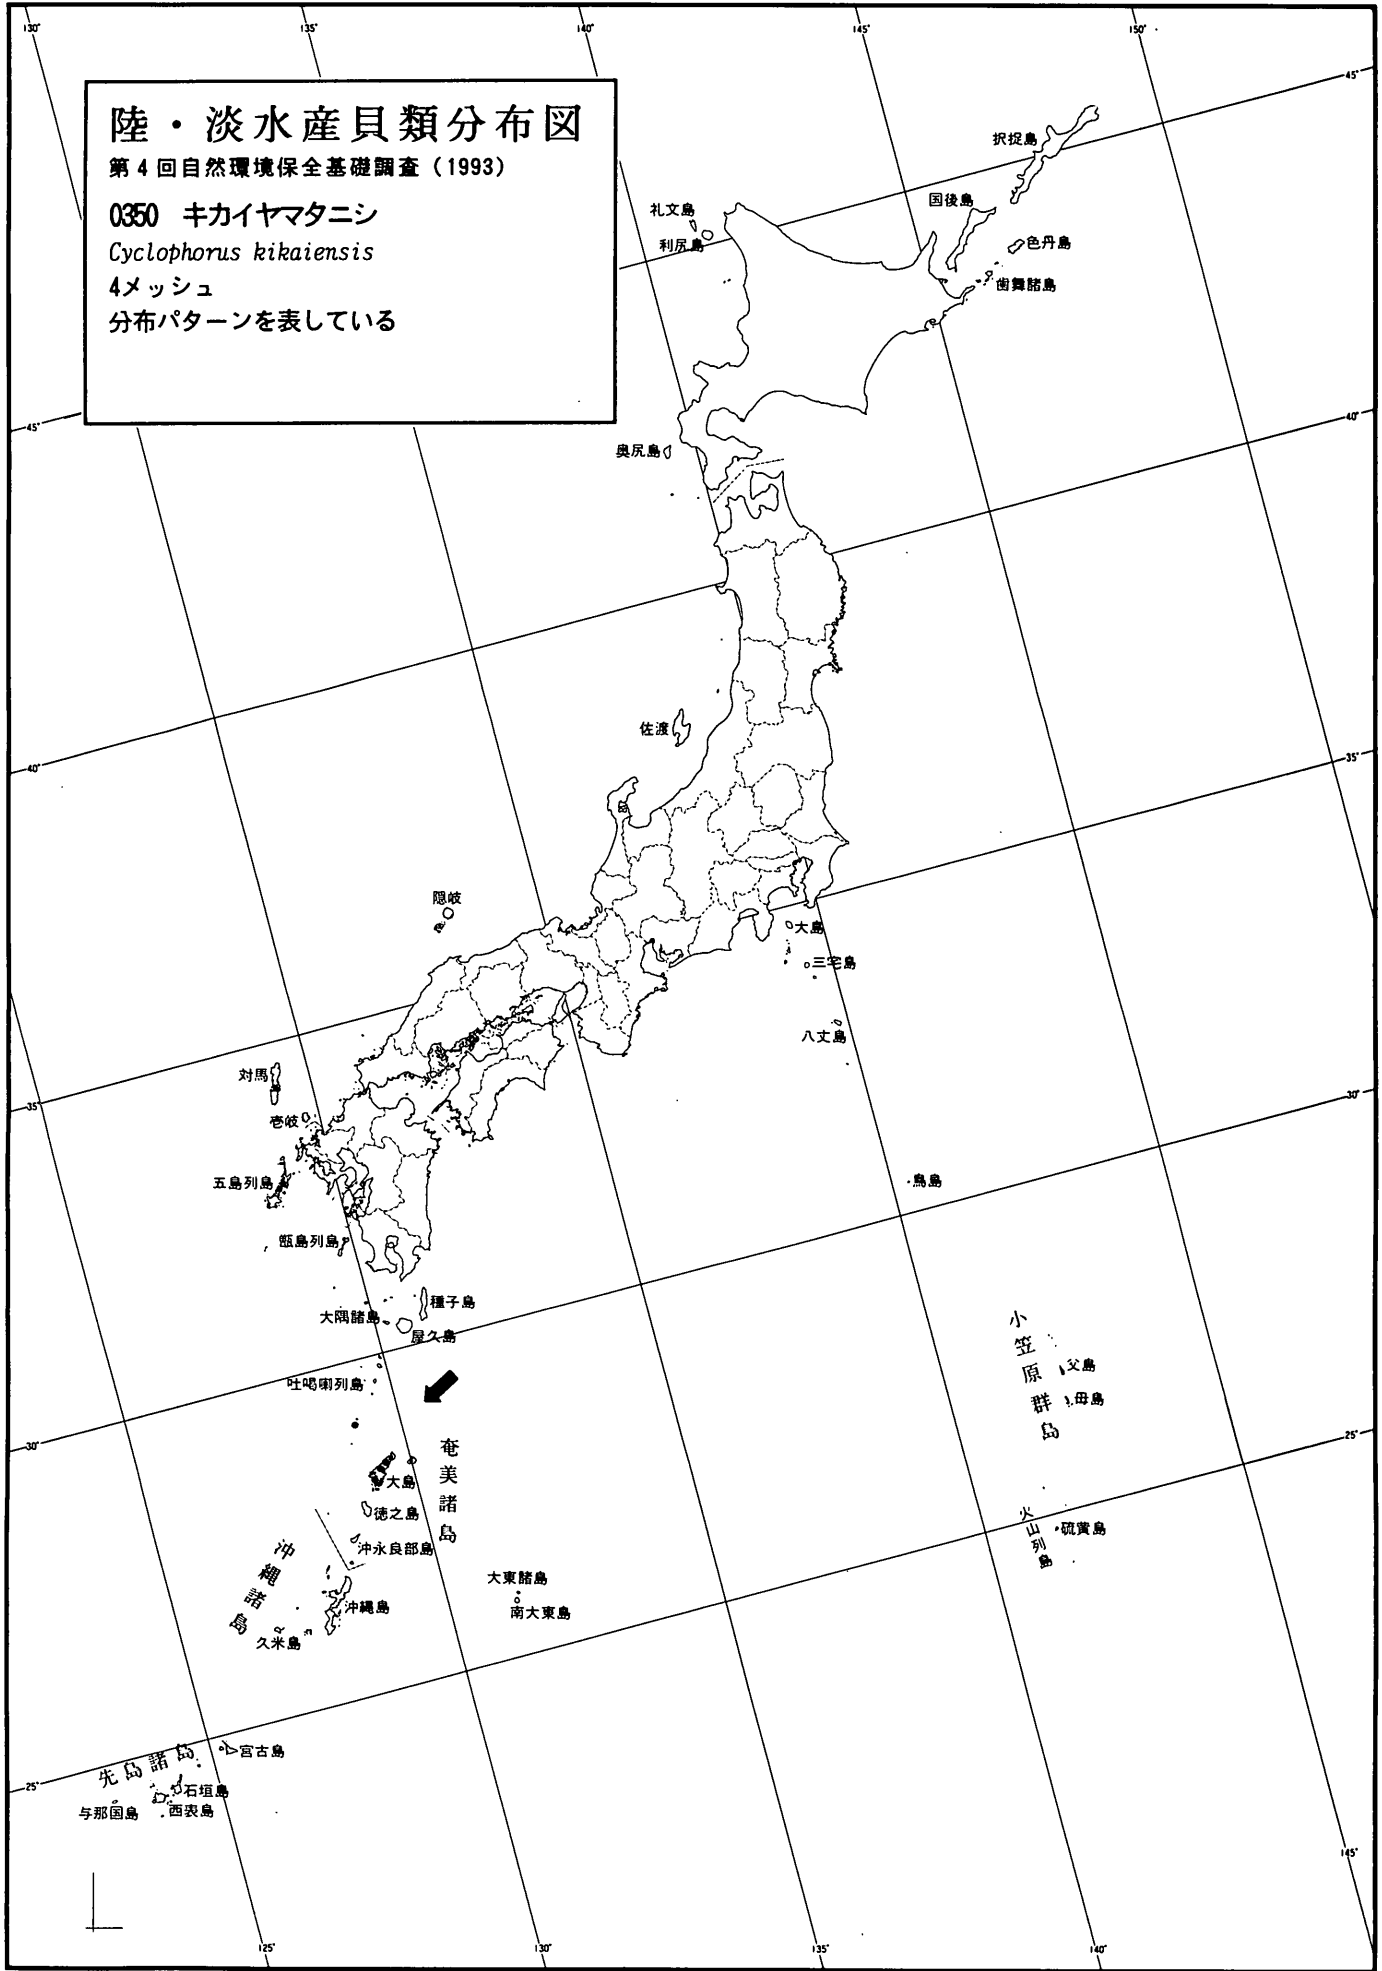 130°
135°
140°
145°
150°
陸・淡水産貝類分布図
第4回自然環境保全基礎調査（1993）
0350 キカイヤマタニシ
Cyclophorus kikaiensis
4メッシュ
分布パターンを表している
45°
択捉島
国後島
礼文島
利尻島
色丹島
歯舞諸島
40°
45°
奥尻島
佐渡
35°
40°
隠岐
大島
三宅島
八丈島
対馬
30°
35°
壱岐
五島列島
鳥島
甑島列島
種子島
大隅諸島
屋久島
小笠原群島
父島
吐噶喇列島
母島
25°
30°
奄美諸島
大島
徳之島
火山列島
硫黄島
沖永良部島
沖縄諸島
大東諸島
沖縄島
南大東島
久米島
先島諸島
宮古島
25°
石垣島
与那国島
西表島
145°
125°
130°
135°
140°